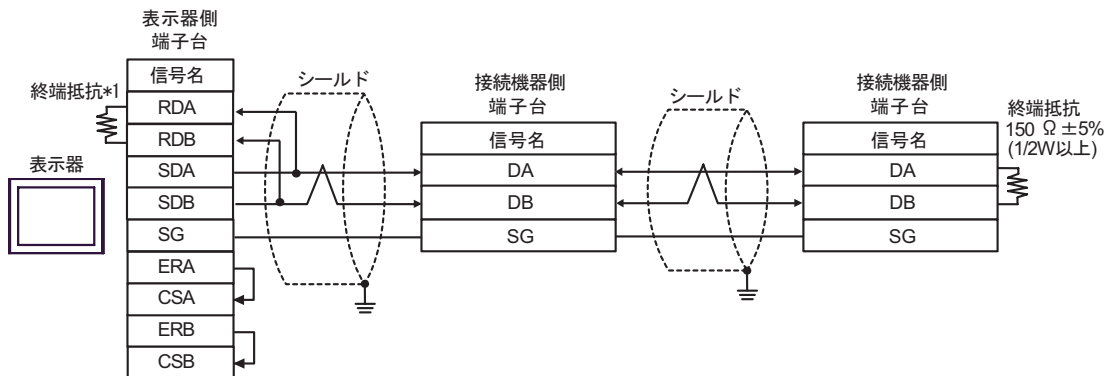 表示器側
端子台
信号名
終端抵抗*1
RDA
RDB
表示器
SDA
SDB
SG
ERA
CSA
ERB
CSB
シールド
接続機器側
端子台
信号名
DA
DB
SG
シールド
接続機器側
端子台
信号名
DA
DB
SG
終端抵抗
150 Ω ±5%
(1/2W以上)